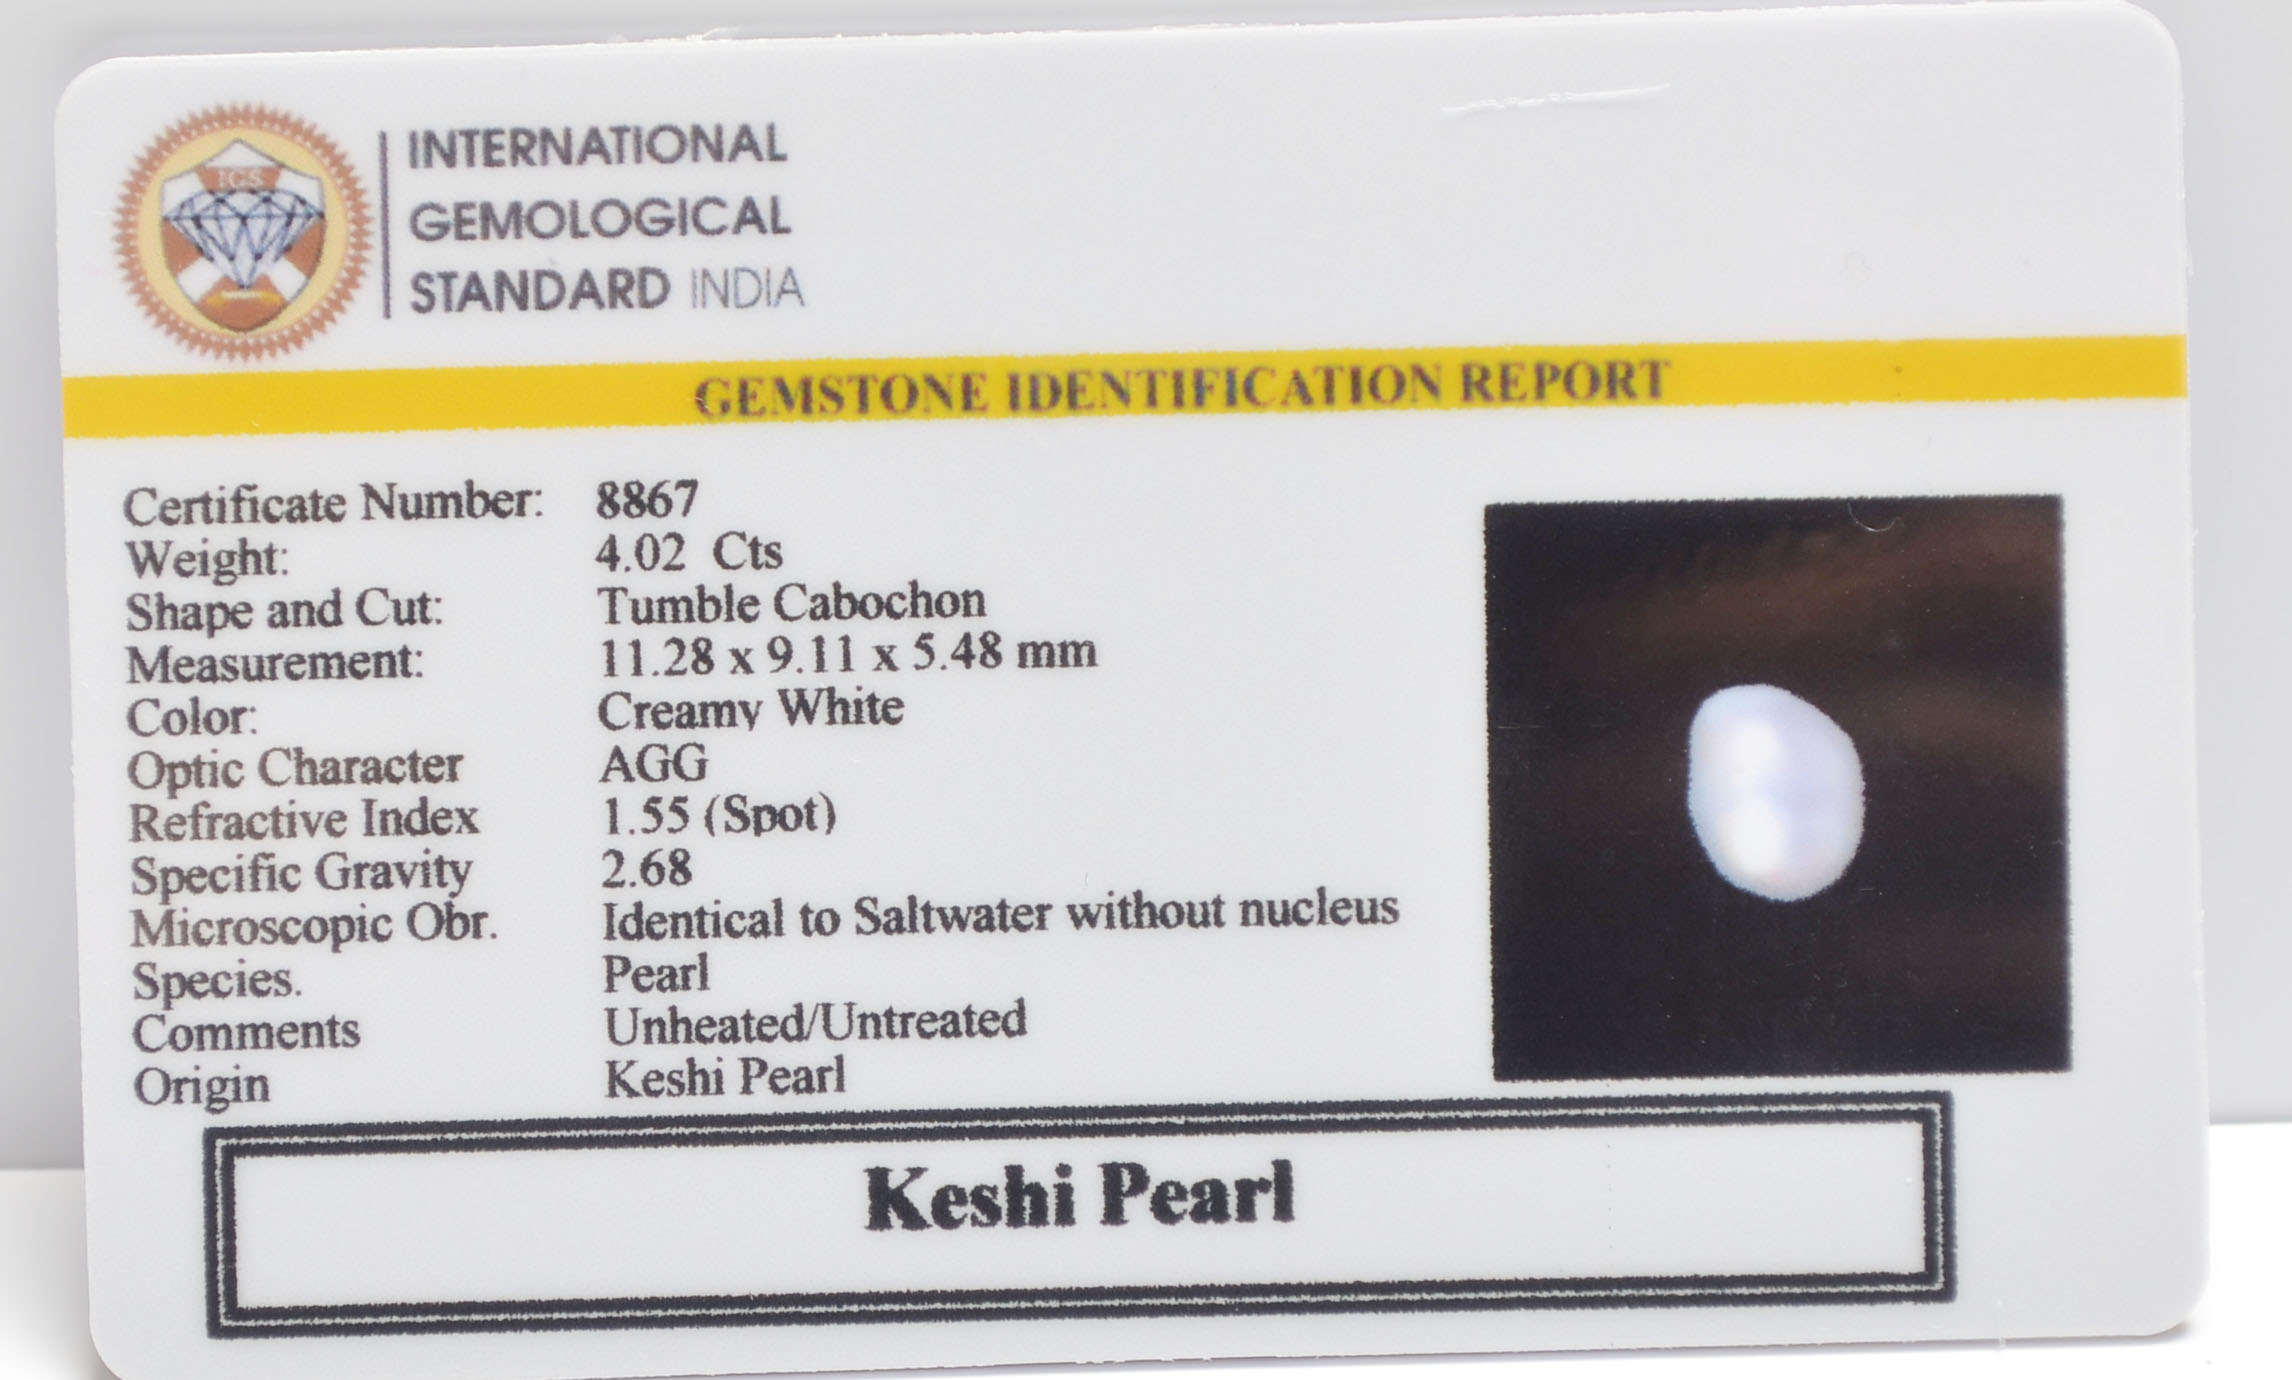 IGS
INTERNATIONAL
GEMOLOGICAL
STANDARD INDIA
GEMSTONE IDENTIFICATION REPORT
Certificate Number: 8867
Weight: 4.02 Cts
Shape and Cut: Tumble Cabochon
Measurement: 11.28 x 9.11 x 5.48 mm
Color: Creamy White
Optic Character AGG
Refractive Index 1.55 (Spot)
Specific Gravity 2.68
Microscopic Obr. Identical to Saltwater without nucleus
Species. Pearl
Comments Unheated/Untreated
Origin Keshi Pearl
Keshi Pearl